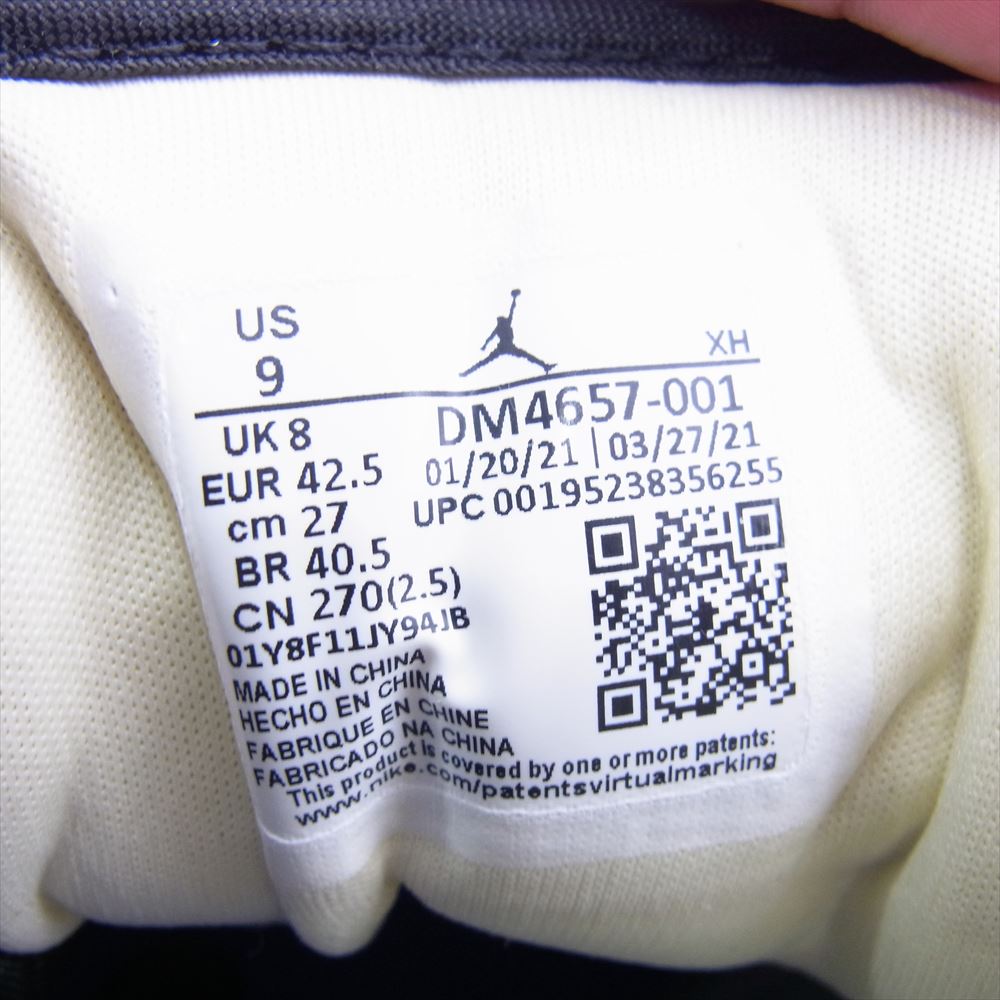 US
9
XH
UK 8
EUR 42.5
cm 27
BR 40.5
CN 270(2.5)
DM4657-001
01/20/21 | 03/27/21
UPC 00195238356255
01Y8F11JY94JB
MADE IN CHINA
HECHO EN CHINA
FABRIQUE EN CHINE
FABRICADO NA CHINA
This product is covered by one or more patents:
www.nike.com/patentsvirtualmarking